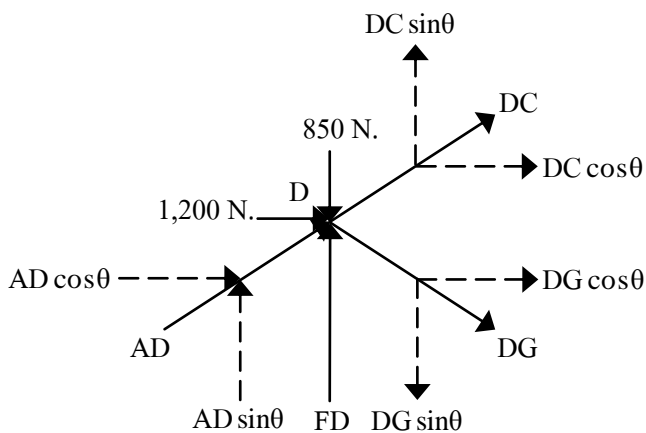 DC sinθ
DC
850 N.
D
DC cosθ
1,200 N.
AD cosθ
DG cosθ
AD
DG
AD sinθ
FD
DG sinθ